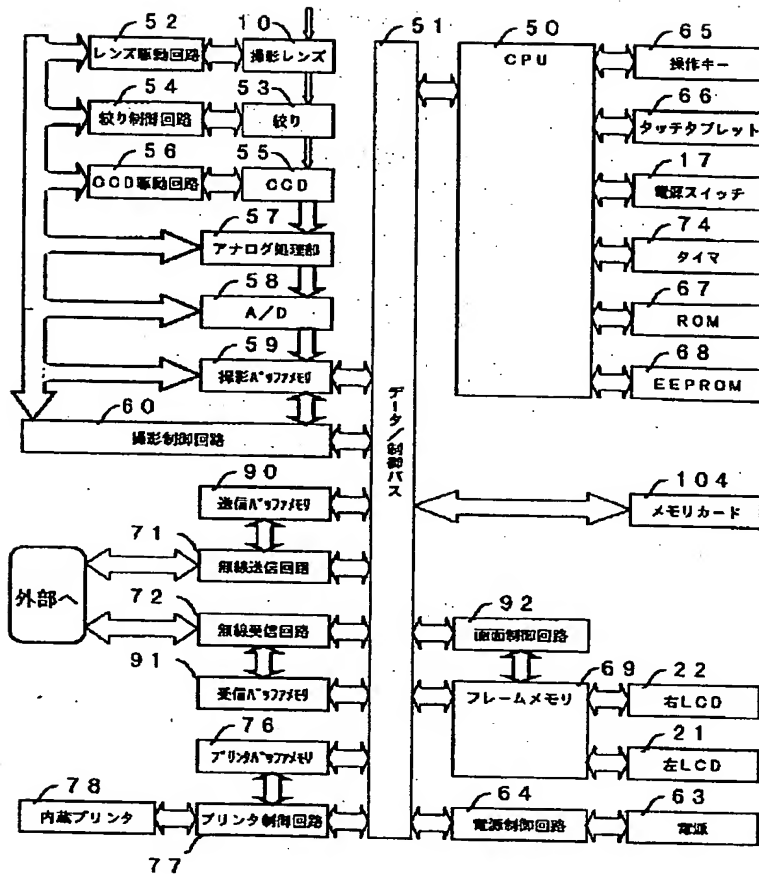 52
レンズ駆動回路
10
撮影レンズ
54
絞り制御回路
53
絞り
56
CCD駆動回路
55
CCD
57
アナログ処理部
58
A/D
59
撮影バッファメモリ
60
撮影制御回路
90
送信バッファメモリ
71
無線送信回路
外部へ
72
無線受信回路
91
受信バッファメモリ
76
プリンタバッファメモリ
78
内蔵プリンタ
プリンタ制御回路
77
51
データ/制御バス
50
CPU
65
操作キー
66
タッチタブレット
17
電源スイッチ
74
タイマ
67
ROM
68
EEPROM
104
メモリカード
92
画面制御回路
69
フレームメモリ
22
右LCD
21
左LCD
64
電源制御回路
63
電源